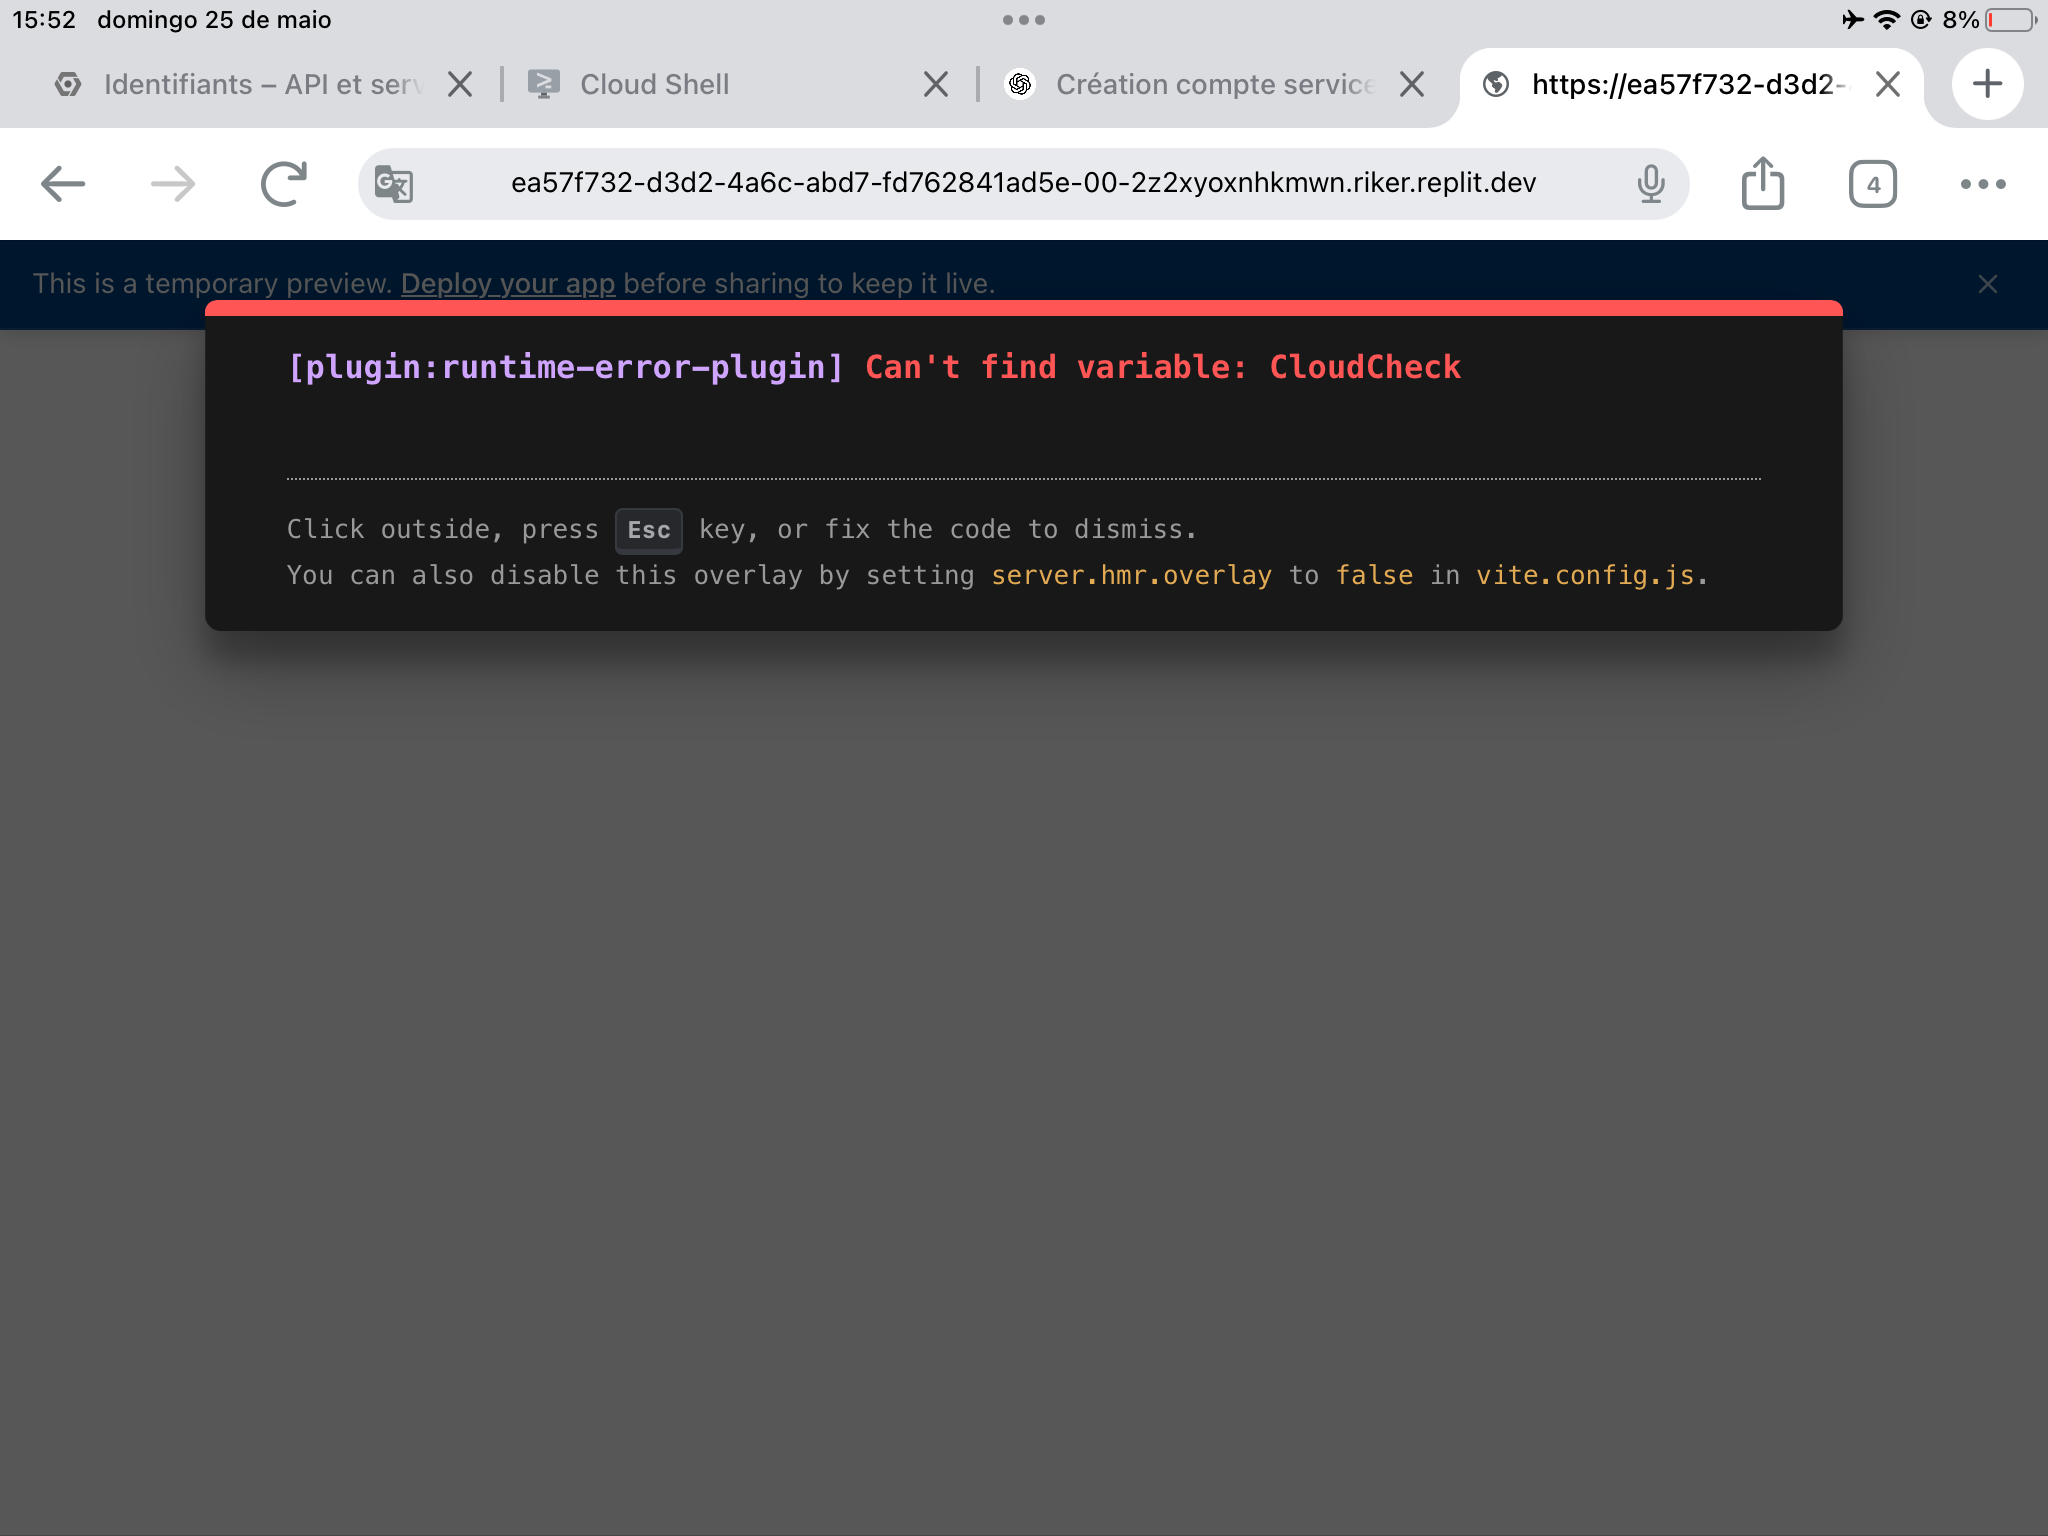 15:52 domingo 25 de maio
8%
Identifiants – API et serv
Cloud Shell
Création compte service
https://ea57f732-d3d2-
ea57f732-d3d2-4a6c-abd7-fd762841ad5e-00-2z2xyoxnhkmwn.riker.replit.dev
4
This is a temporary preview. Deploy your app before sharing to keep it live.
[plugin:runtime-error-plugin] Can't find variable: CloudCheck
Click outside, press Esc key, or fix the code to dismiss.
You can also disable this overlay by setting server.hmr.overlay to false in vite.config.js.